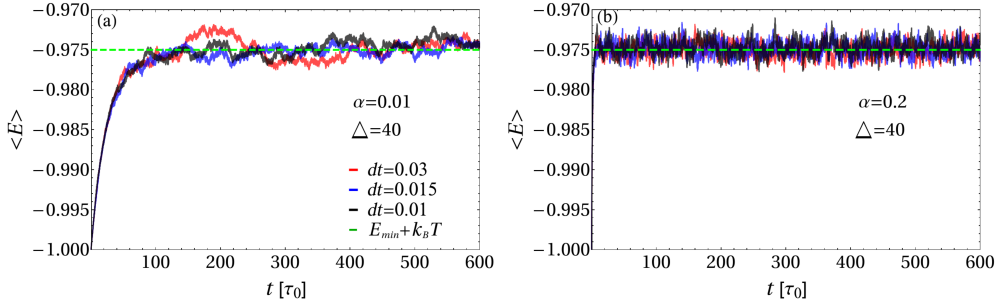 (a)
−0.970
−0.975
−0.980
−0.985
−0.990
−0.995
−1.000
<E>
α=0.01
△=40
dt=0.03
dt=0.015
dt=0.01
E_min+k_BT
100 200 300 400 500 600
t [τ₀]
(b)
−0.970
−0.975
−0.980
−0.985
−0.990
−0.995
−1.000
<E>
α=0.2
△=40
100 200 300 400 500 600
t [τ₀]